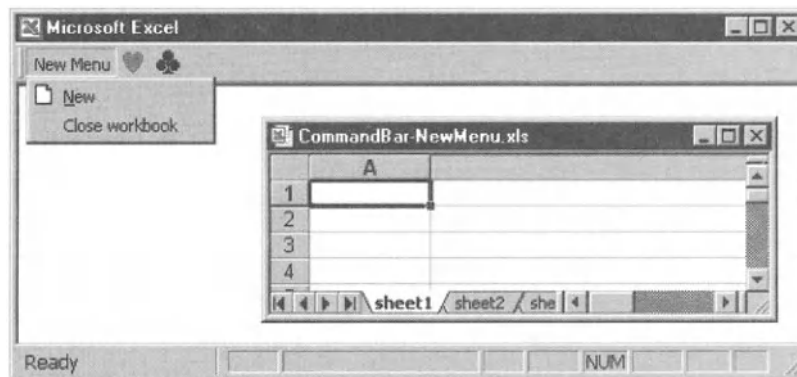 Microsoft Excel
New Menu
New
Close workbook
CommandBar-NewMenu.xls
A
1
2
3
4
sheet1 sheet2 she
Ready NUM